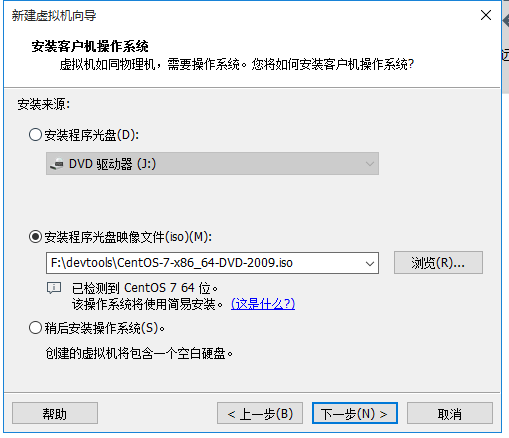 新建虚拟机向导
安装客户机操作系统
虚拟机如同物理机，需要操作系统。您将如何安装客户机操作系统?
安装来源:
安装程序光盘(D):
DVD 驱动器 (J:)
安装程序光盘映像文件(iso)(M):
F:\devtools\CentOS-7-x86_64-DVD-2009.iso
浏览(R)...
已检测到 CentOS 7 64 位。
该操作系统将使用简易安装。 (这是什么?)
稍后安装操作系统(S)。
创建的虚拟机将包含一个空白硬盘。
帮助
< 上一步(B)
下一步(N) >
取消